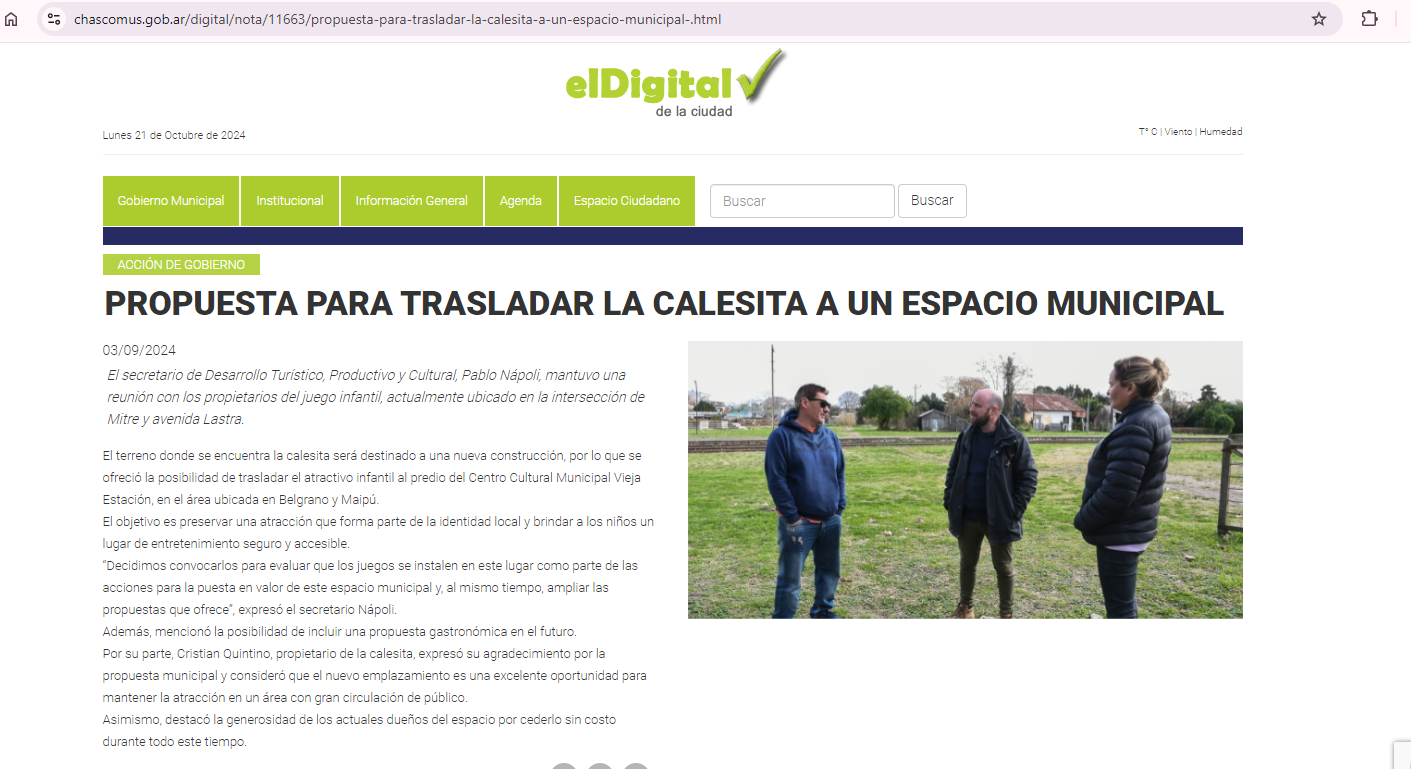 chascomus.gob.ar/digital/nota/11663/propuesta-para-trasladar-la-calesita-a-un-espacio-municipal-.html
elDigital
de la ciudad
Lunes 21 de Octubre de 2024
T° C | Viento | Humedad
Gobierno Municipal
Institucional
Información General
Agenda
Espacio Ciudadano
Buscar
Buscar
ACCIÓN DE GOBIERNO
PROPUESTA PARA TRASLADAR LA CALESITA A UN ESPACIO MUNICIPAL
03/09/2024
El secretario de Desarrollo Turístico, Productivo y Cultural, Pablo Nápoli, mantuvo una
reunión con los propietarios del juego infantil, actualmente ubicado en la intersección de
Mitre y avenida Lastra.
El terreno donde se encuentra la calesita será destinado a una nueva construcción, por lo que se
ofreció la posibilidad de trasladar el atractivo infantil al predio del Centro Cultural Municipal Vieja
Estación, en el área ubicada en Belgrano y Maipú.
El objetivo es preservar una atracción que forma parte de la identidad local y brindar a los niños un
lugar de entretenimiento seguro y accesible.
“Decidimos convocarlos para evaluar que los juegos se instalen en este lugar como parte de las
acciones para la puesta en valor de este espacio municipal y, al mismo tiempo, ampliar las
propuestas que ofrece”, expresó el secretario Nápoli.
Además, mencionó la posibilidad de incluir una propuesta gastronómica en el futuro.
Por su parte, Cristian Quintino, propietario de la calesita, expresó su agradecimiento por la
propuesta municipal y consideró que el nuevo emplazamiento es una excelente oportunidad para
mantener la atracción en un área con gran circulación de público.
Asimismo, destacó la generosidad de los actuales dueños del espacio por cederlo sin costo
durante todo este tiempo.